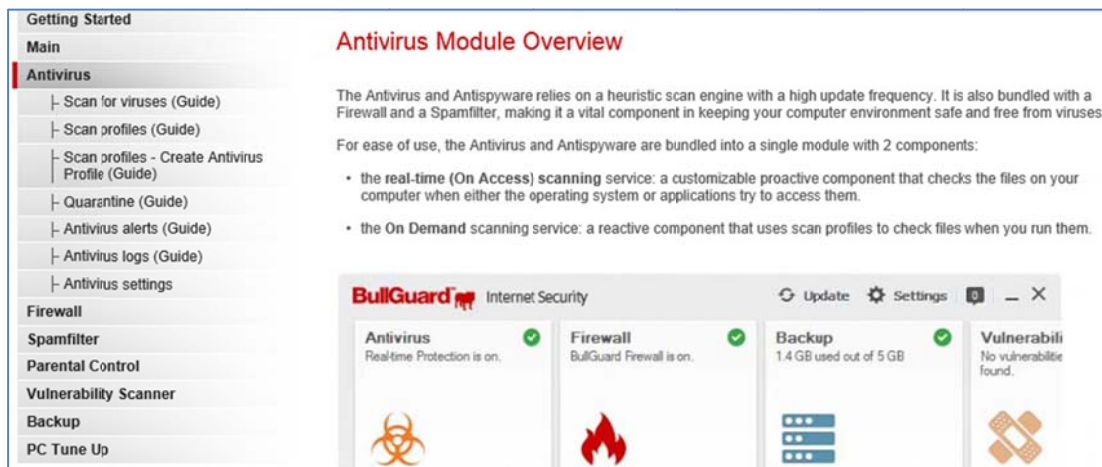 Getting Started
Main
Antivirus
Scan for viruses (Guide)
Scan profiles (Guide)
Scan profiles - Create Antivirus
Profile (Guide)
Quarantine (Guide)
Antivirus alerts (Guide)
Antivirus logs (Guide)
Antivirus settings
Firewall
Spamfilter
Parental Control
Vulnerability Scanner
Backup
PC Tune Up
Antivirus Module Overview
The Antivirus and Antispyware relies on a heuristic scan engine with a high update frequency. It is also bundled with a
Firewall and a Spamfilter, making it a vital component in keeping your computer environment safe and free from viruses
For ease of use, the Antivirus and Antispyware are bundled into a single module with 2 components:
• the real-time (On Access) scanning service: a customizable proactive component that checks the files on your
computer when either the operating system or applications try to access them.
• the On Demand scanning service: a reactive component that uses scan profiles to check files when you run them.
BullGuard Internet Security Update Settings 0
Antivirus
Real-time Protection is on.
Firewall
BullGuard Firewall is on.
Backup
1.4 GB used out of 5 GB
Vulnerabili
No vulnerabilitie
found.